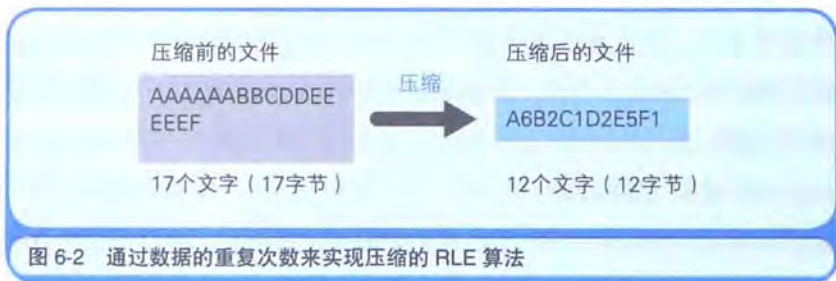 压缩前的文件
压缩后的文件
AAAAAABBCDDEE
EEEF
压缩
A6B2C1D2E5F1
17个文字（17字节）
12个文字（12字节）
图 6-2 通过数据的重复次数来实现压缩的 RLE 算法